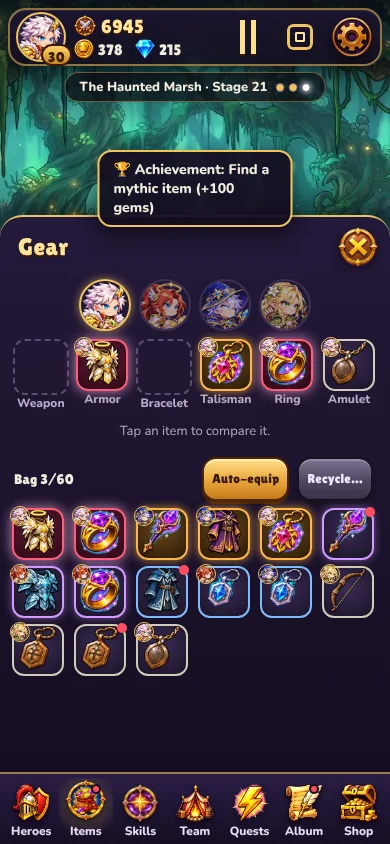 6945
30
378
215
The Haunted Marsh · Stage 21
🏆 Achievement: Find a
mythic item (+100
gems)
Gear
Weapon
Armor
Bracelet
Talisman
Ring
Amulet
Tap an item to compare it.
Bag 3/60
Auto-equip
Recycle...
Heroes
Items
Skills
Team
Quests
Album
Shop